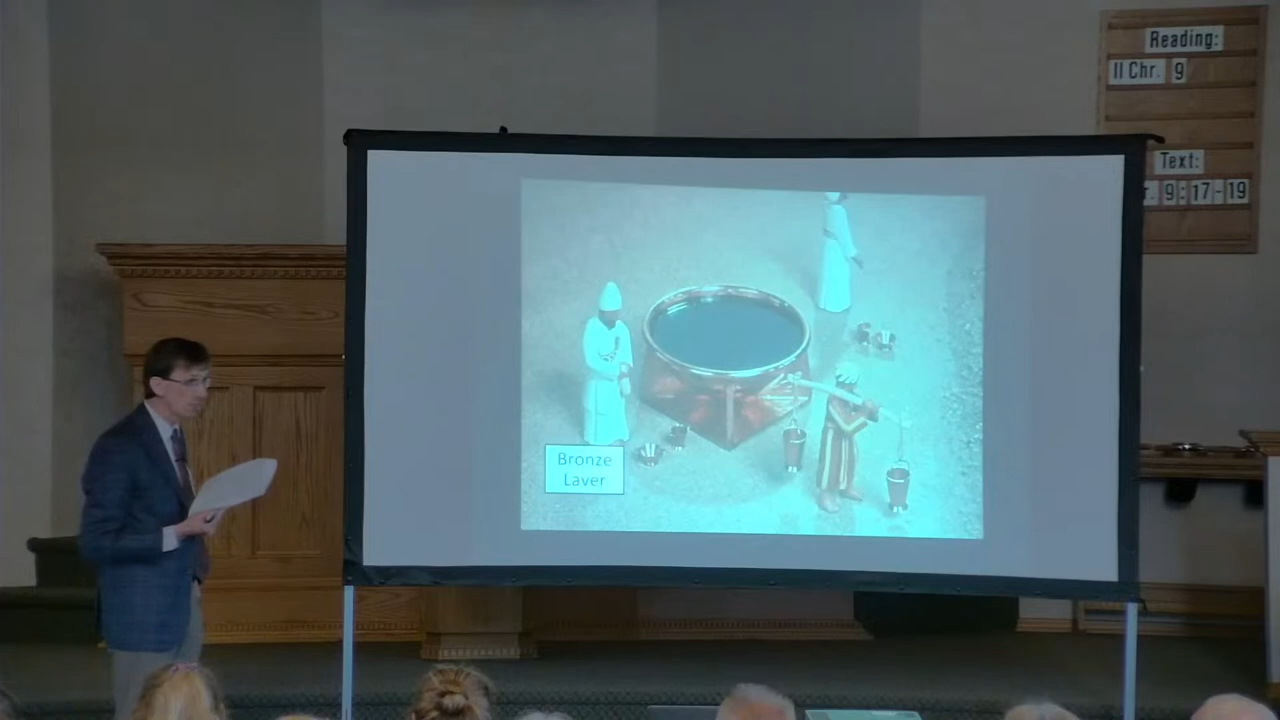 Reading:
II Chr. 9
Text:
r. 9:17-19
Bronze
Laver